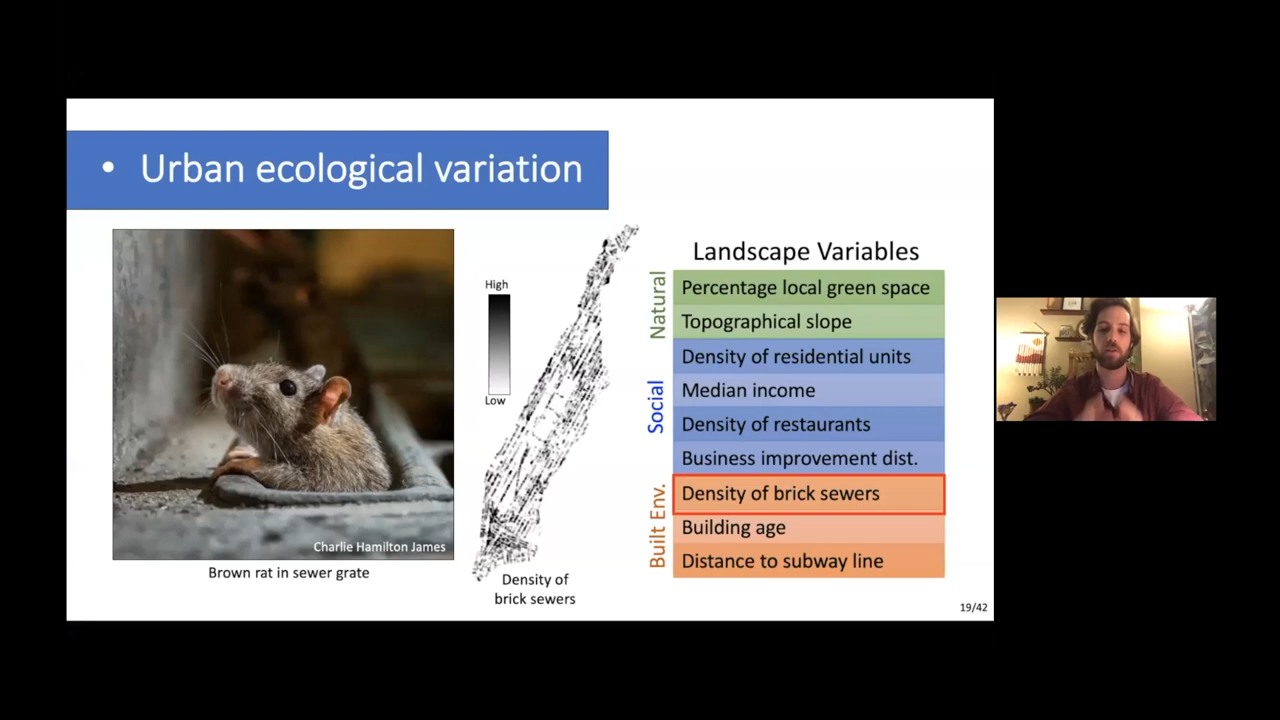 • Urban ecological variation
Charlie Hamilton James
Brown rat in sewer grate
High
Low
Density of
brick sewers
Landscape Variables
Natural
Percentage local green space
Topographical slope
Social
Density of residential units
Median income
Density of restaurants
Business improvement dist.
Built Env.
Density of brick sewers
Building age
Distance to subway line
19/42